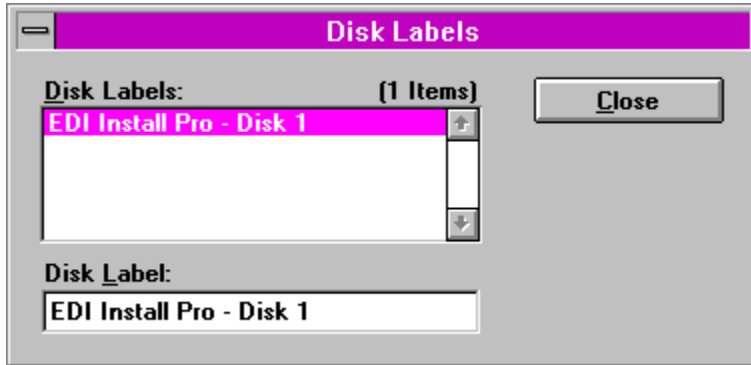 Disk Labels
Disk Labels: (1 Items)
Close
EDI Install Pro - Disk 1
Disk Label:
EDI Install Pro - Disk 1